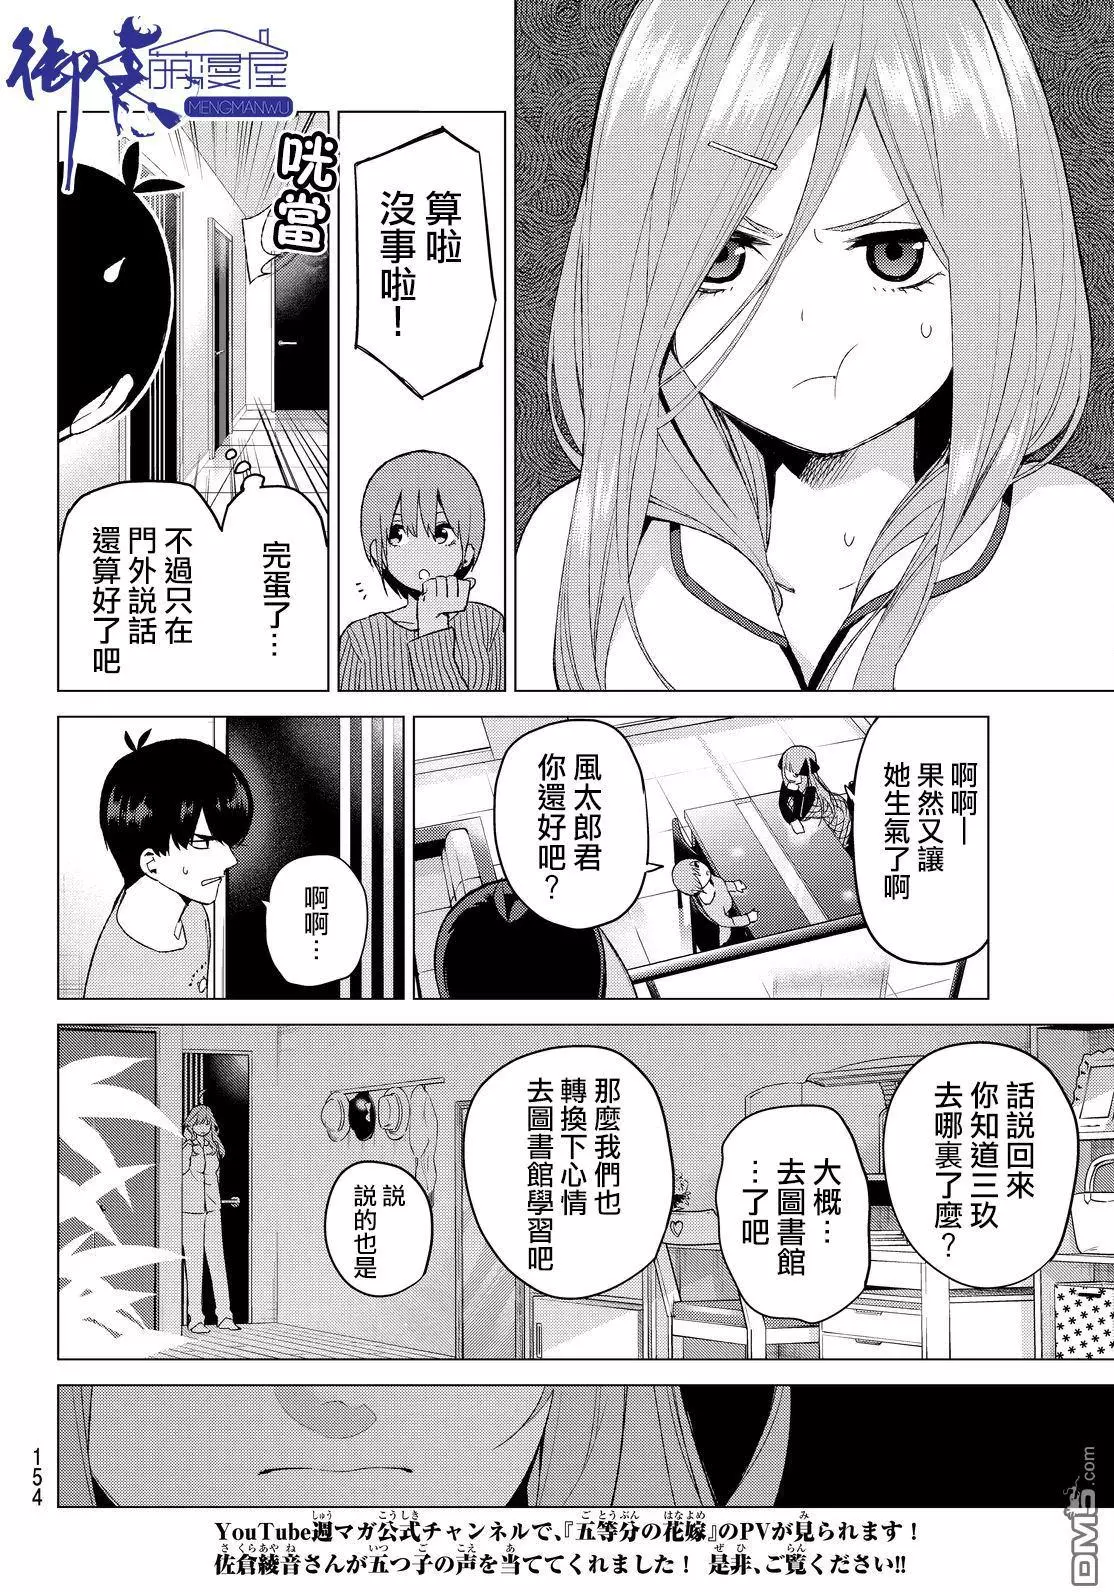 御宅萌漫屋
MENGMANWU
算啦
沒事啦！
咣當
完蛋了…
不過只在
門外説話
還算好了吧
啊啊—
果然又讓
她生氣了啊
風太郎君
你還好吧？
啊啊…
話説回來
你知道三玖
去哪裏了麼？
大概…
去圖書館
…了吧
那麼我們也
轉換下心情
去圖書館學習吧
説
説的也是
154
YouTube週マガ公式チャンネルで、『五等分の花嫁』のPVが見られます！
佐倉綾音さんが五つ子の声を当ててくれました！ 是非、ご覧ください!!
DM5.com